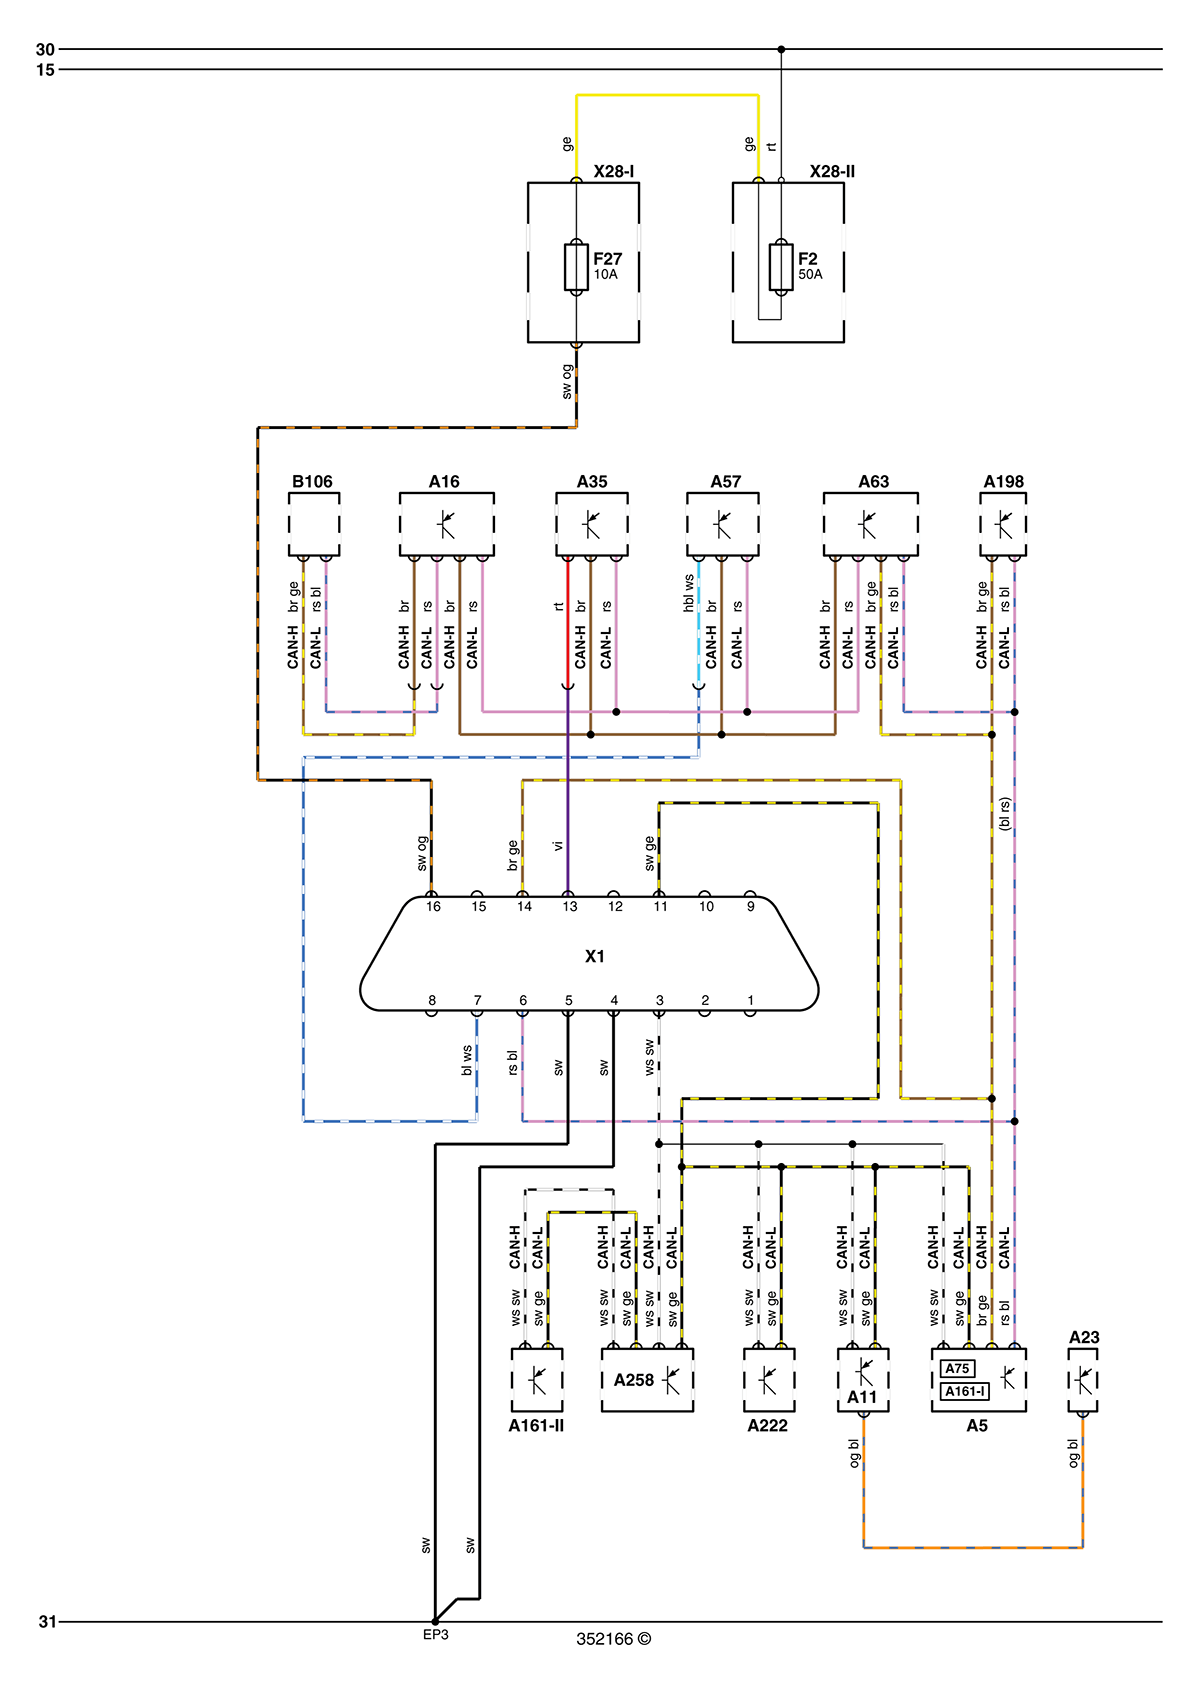 30
15
ge
ge
rt
X28-I
X28-II
F27
10A
F2
50A
sw og
B106
A16
A35
A57
A63
A198
CAN-H br ge
CAN-L rs bl
CAN-H br
CAN-L rs
CAN-H br
CAN-L rs
rt
CAN-H br
CAN-L rs
hbl ws
CAN-H br
CAN-L rs
CAN-H br
CAN-L rs
CAN-H br ge
CAN-L rs bl
CAN-H br ge
CAN-L rs bl
(bl rs)
sw og
br ge
vi
sw ge
16
15
14
13
12
11
10
9
X1
8
7
6
5
4
3
2
1
bl ws
rs bl
sw
sw
ws sw
ws sw CAN-H
sw ge CAN-L
ws sw CAN-H
sw ge CAN-L
ws sw CAN-H
sw ge CAN-L
ws sw CAN-H
sw ge CAN-L
ws sw CAN-H
sw ge CAN-L
ws sw CAN-H
sw ge CAN-L
br ge CAN-H
rs bl CAN-L
A23
A258
A75
A161-I
A11
A161-II
A222
A5
og bl
og bl
sw
sw
31
EP3
352166 ©